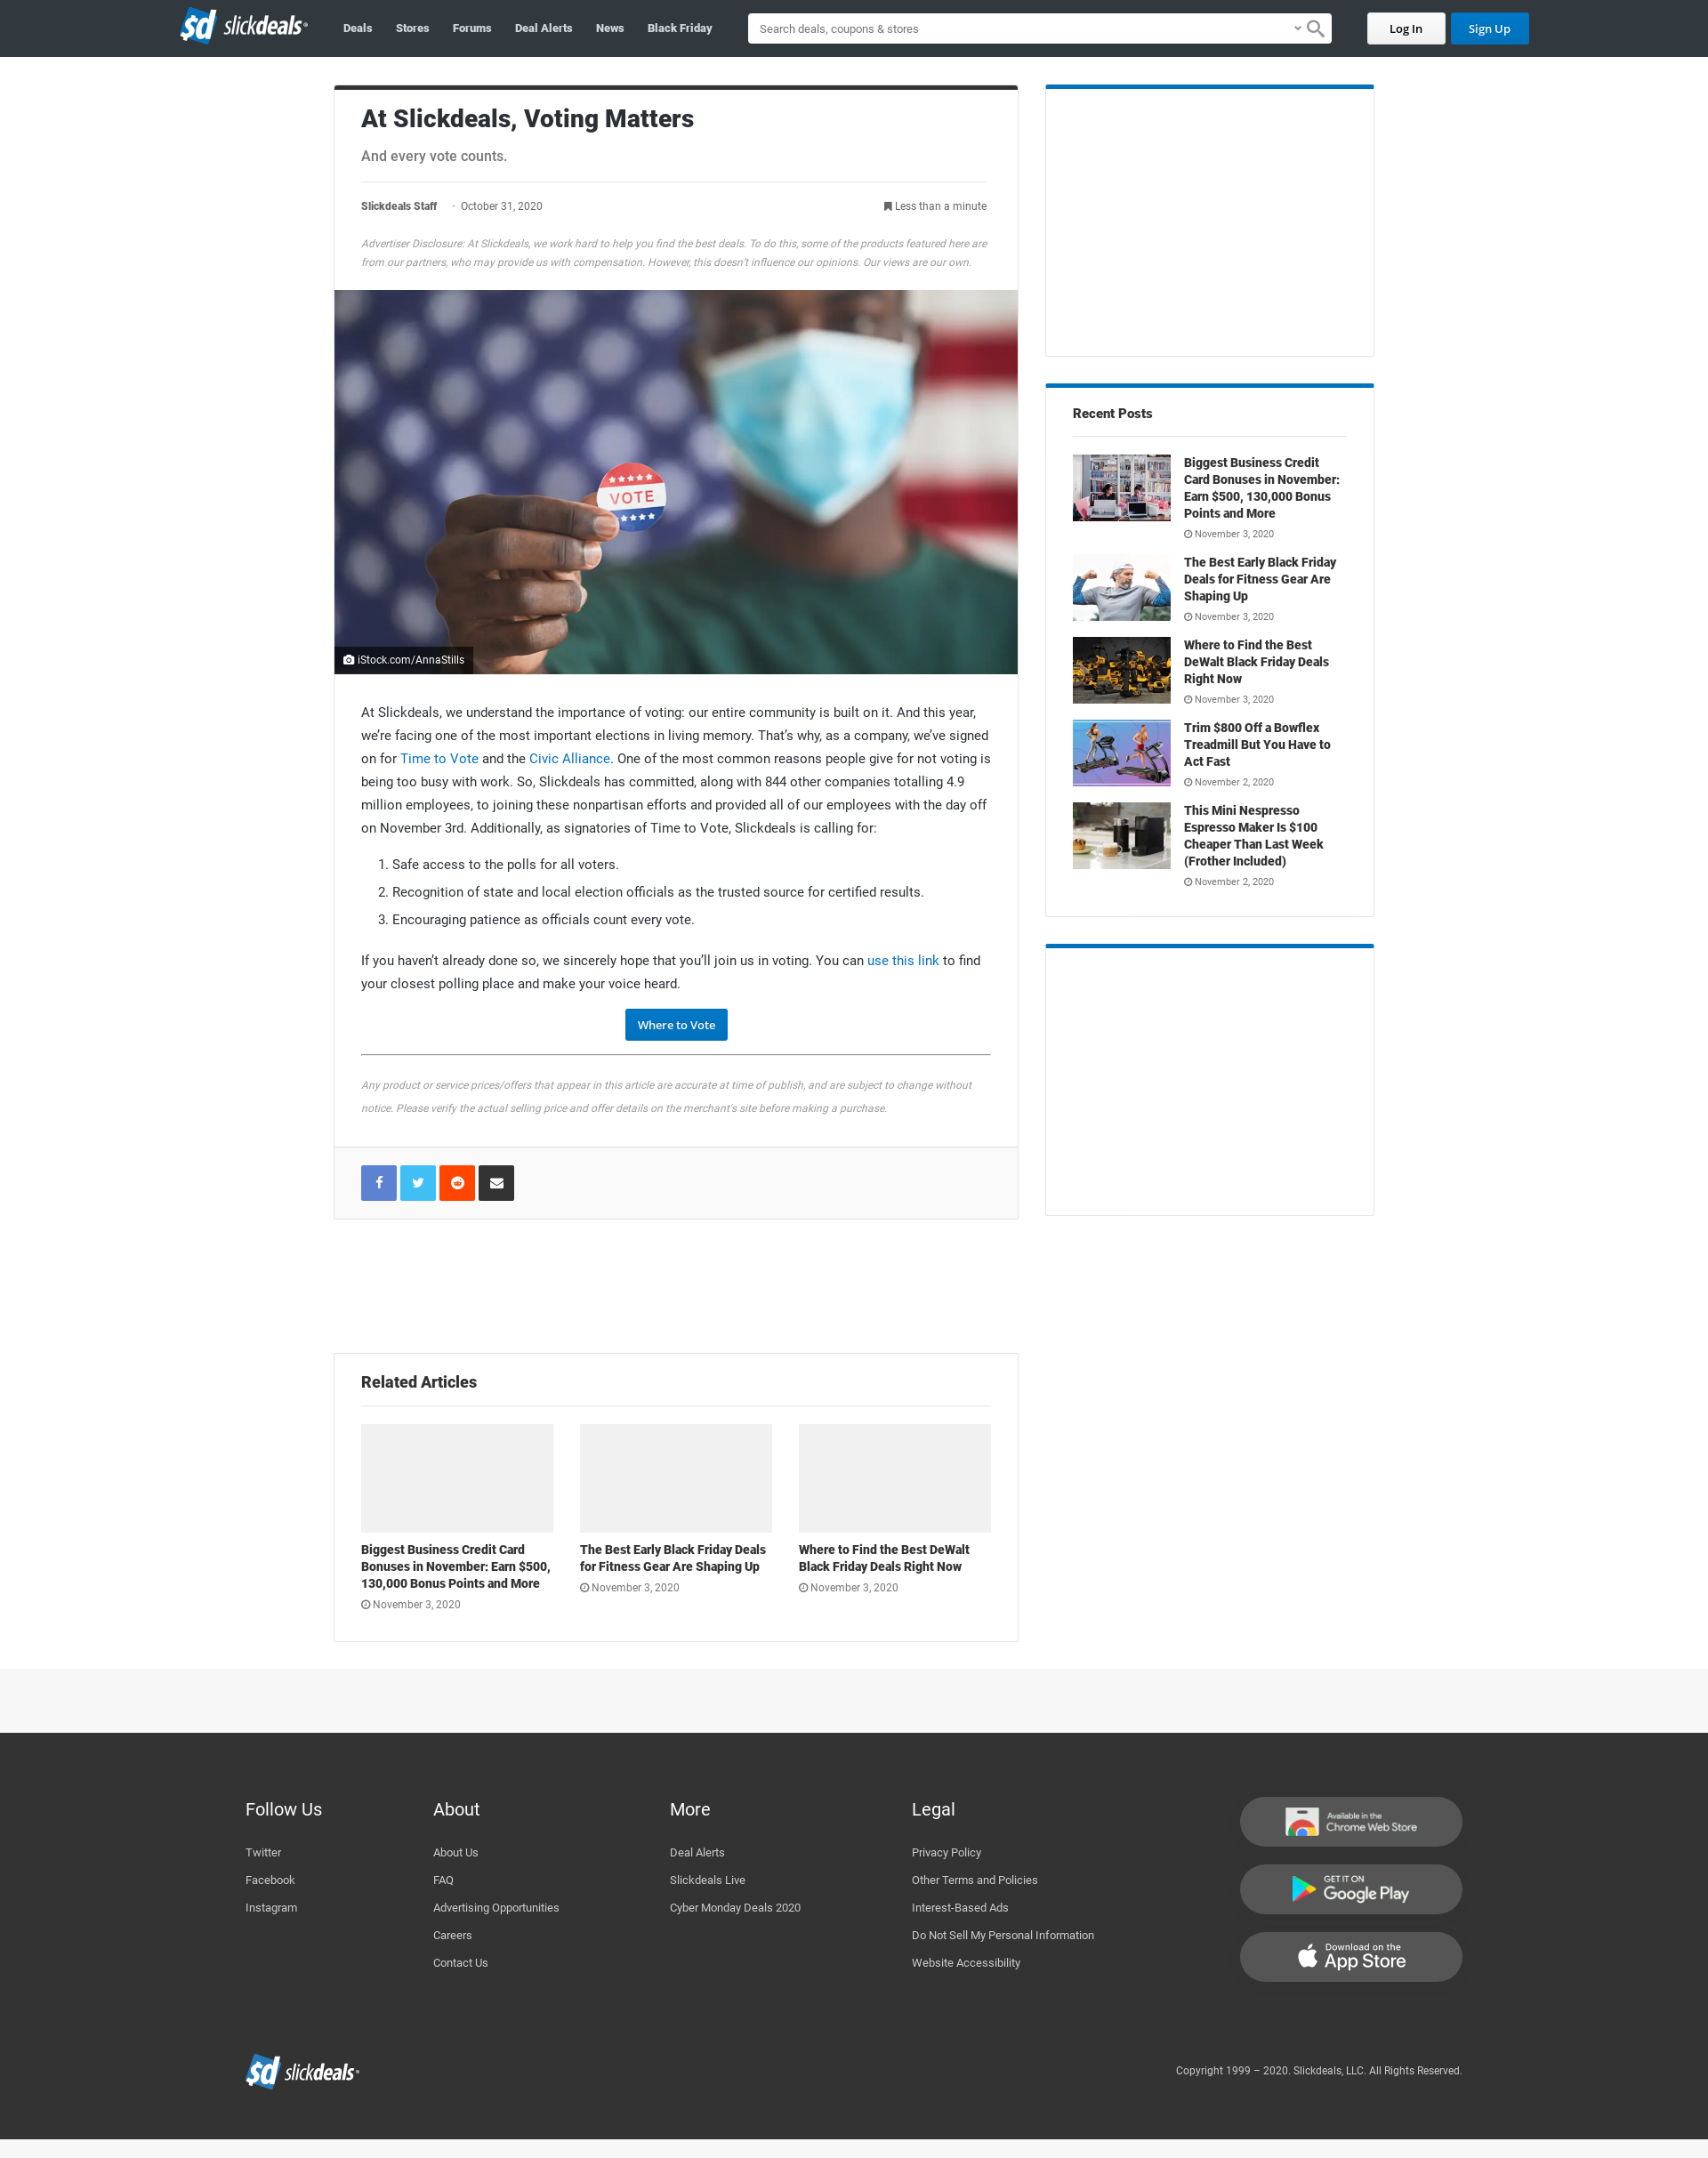 $d slickdeals
Deals
Stores
Forums
Deal Alerts
News
Black Friday
Search deals, coupons & stores
Log In
Sign Up
At Slickdeals, Voting Matters
And every vote counts.
Slickdeals Staff
October 31, 2020
Less than a minute
Advertiser Disclosure: At Slickdeals, we work hard to help you find the best deals. To do this, some of the products featured here are
from our partners, who may provide us with compensation. However, this doesn't influence our opinions. Our views are our own.
VOTE
iStock.com/AnnaStills
At Slickdeals, we understand the importance of voting: our entire community is built on it. And this year,
we’re facing one of the most important elections in living memory. That’s why, as a company, we’ve signed
on for Time to Vote and the Civic Alliance. One of the most common reasons people give for not voting is
being too busy with work. So, Slickdeals has committed, along with 844 other companies totalling 4.9
million employees, to joining these nonpartisan efforts and provided all of our employees with the day off
on November 3rd. Additionally, as signatories of Time to Vote, Slickdeals is calling for:
1. Safe access to the polls for all voters.
2. Recognition of state and local election officials as the trusted source for certified results.
3. Encouraging patience as officials count every vote.
If you haven’t already done so, we sincerely hope that you’ll join us in voting. You can use this link to find
your closest polling place and make your voice heard.
Where to Vote
Any product or service prices/offers that appear in this article are accurate at time of publish, and are subject to change without
notice. Please verify the actual selling price and offer details on the merchant's site before making a purchase.
Recent Posts
Biggest Business Credit
Card Bonuses in November:
Earn $500, 130,000 Bonus
Points and More
November 3, 2020
The Best Early Black Friday
Deals for Fitness Gear Are
Shaping Up
November 3, 2020
Where to Find the Best
DeWalt Black Friday Deals
Right Now
November 3, 2020
Trim $800 Off a Bowflex
Treadmill But You Have to
Act Fast
November 2, 2020
This Mini Nespresso
Espresso Maker Is $100
Cheaper Than Last Week
(Frother Included)
November 2, 2020
Related Articles
Biggest Business Credit Card
Bonuses in November: Earn $500,
130,000 Bonus Points and More
November 3, 2020
The Best Early Black Friday Deals
for Fitness Gear Are Shaping Up
November 3, 2020
Where to Find the Best DeWalt
Black Friday Deals Right Now
November 3, 2020
Follow Us
Twitter
Facebook
Instagram
About
About Us
FAQ
Advertising Opportunities
Careers
Contact Us
More
Deal Alerts
Slickdeals Live
Cyber Monday Deals 2020
Legal
Privacy Policy
Other Terms and Policies
Interest-Based Ads
Do Not Sell My Personal Information
Website Accessibility
Available in the
Chrome Web Store
GET IT ON
Google Play
Download on the
App Store
$d slickdeals
Copyright 1999 – 2020. Slickdeals, LLC. All Rights Reserved.